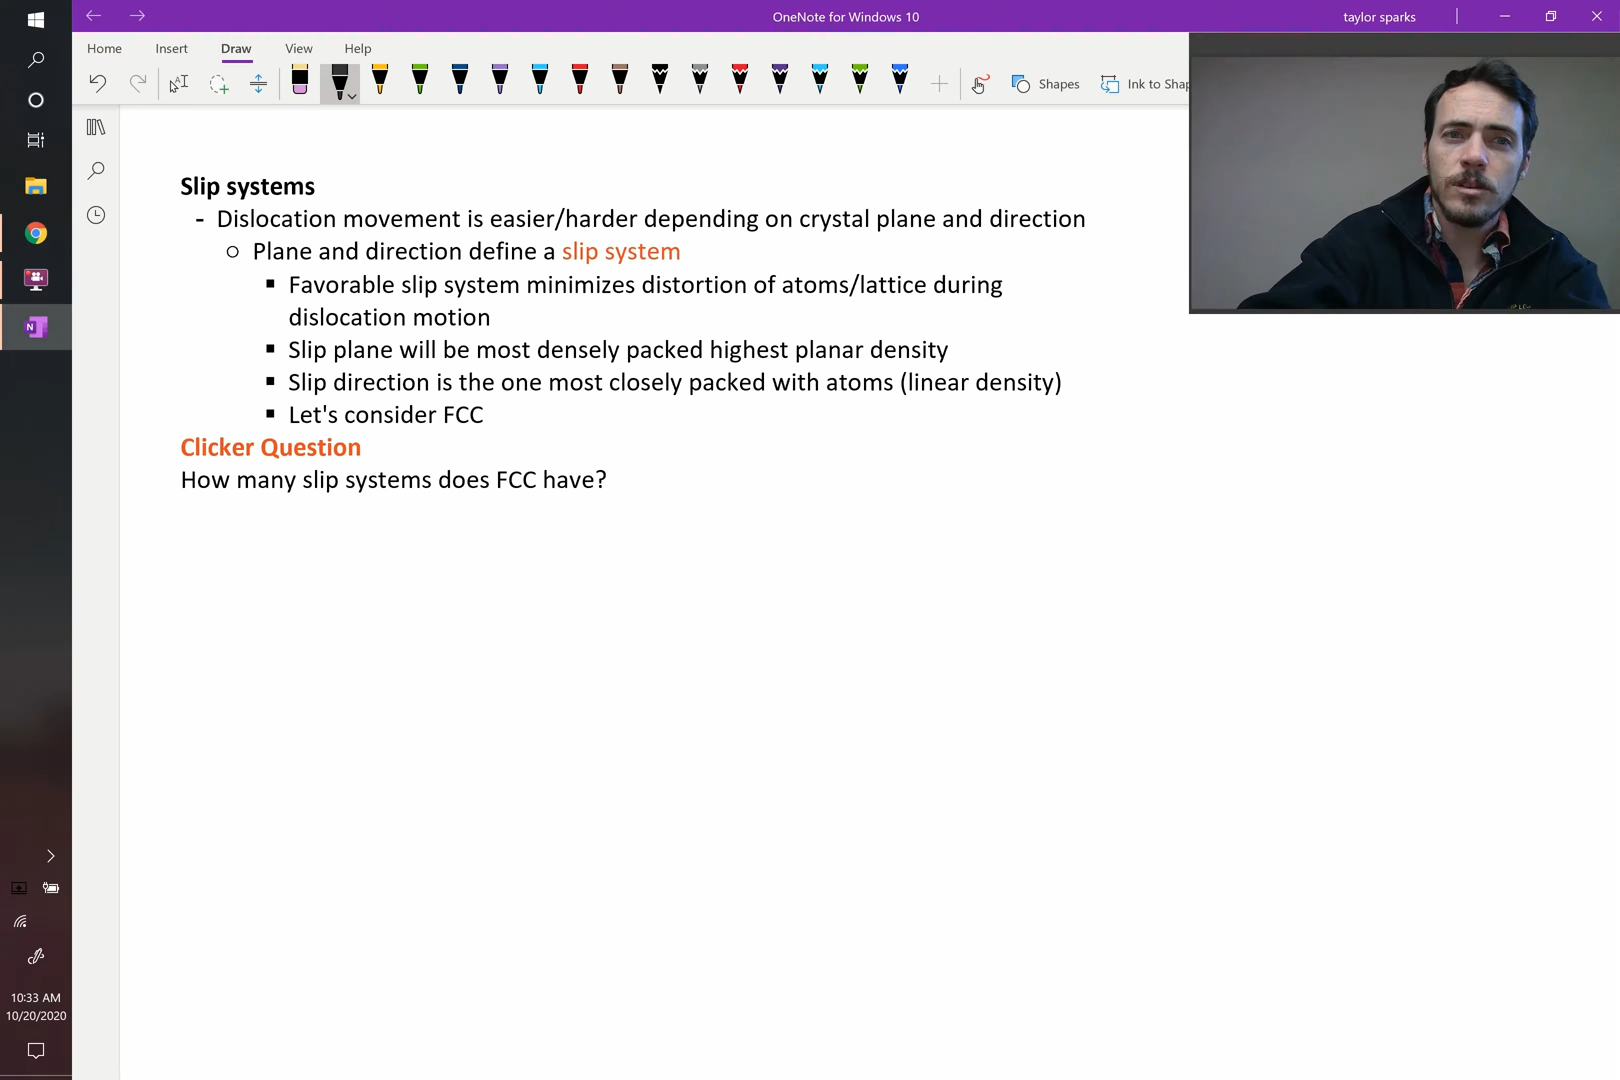 OneNote for Windows 10
taylor sparks
Home Insert Draw View Help
Shapes
Ink to Shap
Slip systems
- Dislocation movement is easier/harder depending on crystal plane and direction
Plane and direction define a slip system
Favorable slip system minimizes distortion of atoms/lattice during
dislocation motion
Slip plane will be most densely packed highest planar density
Slip direction is the one most closely packed with atoms (linear density)
Let's consider FCC
Clicker Question
How many slip systems does FCC have?
10:33 AM
10/20/2020